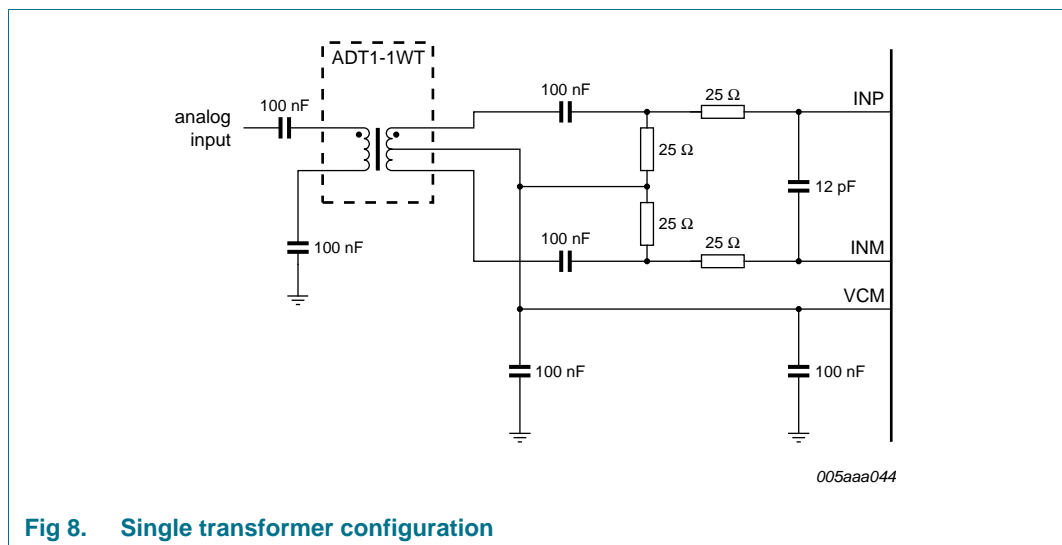 ADT1-1WT
analog
input
100 nF
100 nF
100 nF
25 Ω
INP
25 Ω
12 pF
25 Ω
100 nF
25 Ω
INM
VCM
100 nF
100 nF
005aaa044
Fig 8. Single transformer configuration